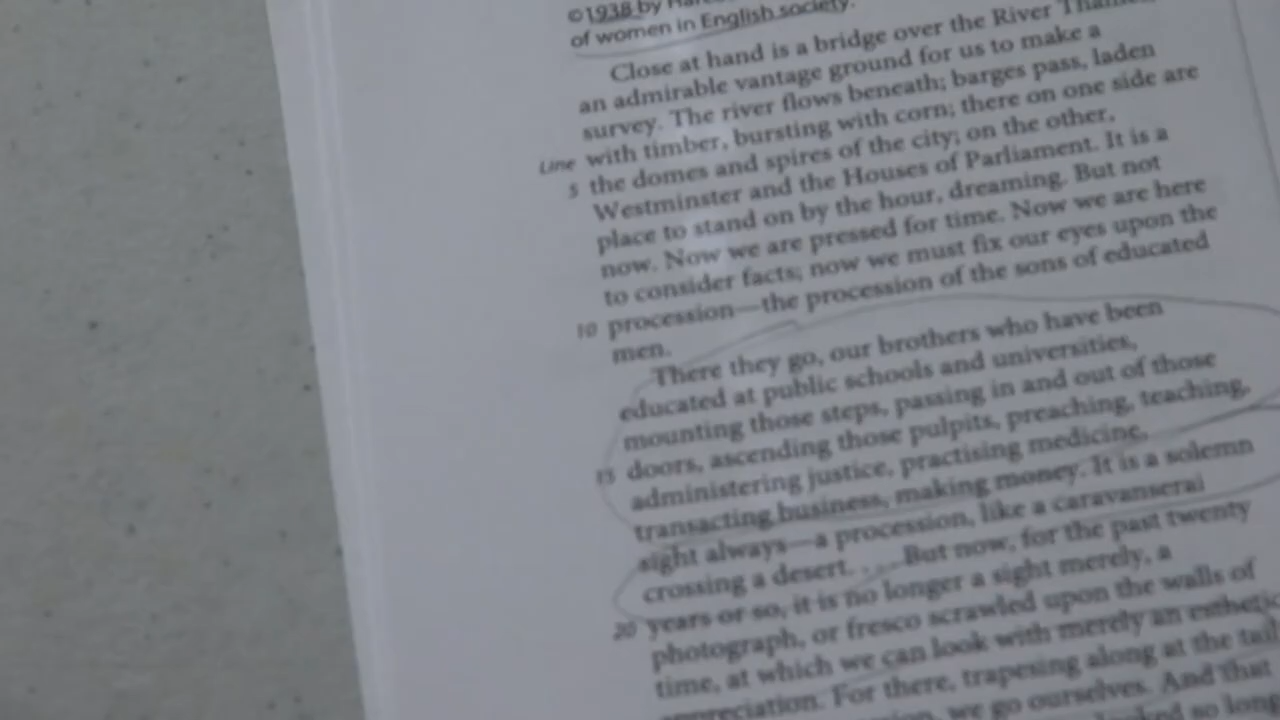 ©1938 by
of women in English society.
Close at hand is a bridge over the River Thames,
an admirable vantage ground for us to make a
survey. The river flows beneath; barges pass, laden
Line with timber, bursting with corn; there on one side are
5 the domes and spires of the city; on the other,
Westminster and the Houses of Parliament. It is a
place to stand on by the hour, dreaming. But not
now. Now we are pressed for time. Now we are here
to consider facts; now we must fix our eyes upon the
10 procession—the procession of the sons of educated
men.
There they go, our brothers who have been
educated at public schools and universities,
mounting those steps, passing in and out of those
15 doors, ascending those pulpits, preaching, teaching,
administering justice, practising medicine,
transacting business, making money. It is a solemn
sight always—a procession, like a caravanserai
crossing a desert. . . . But now, for the past twenty
20 years or so, it is no longer a sight merely, a
photograph, or fresco scrawled upon the walls of
time, at which we can look with merely an esthetic
appreciation. For there, trapesing along at the tail
we go ourselves. And that
so long